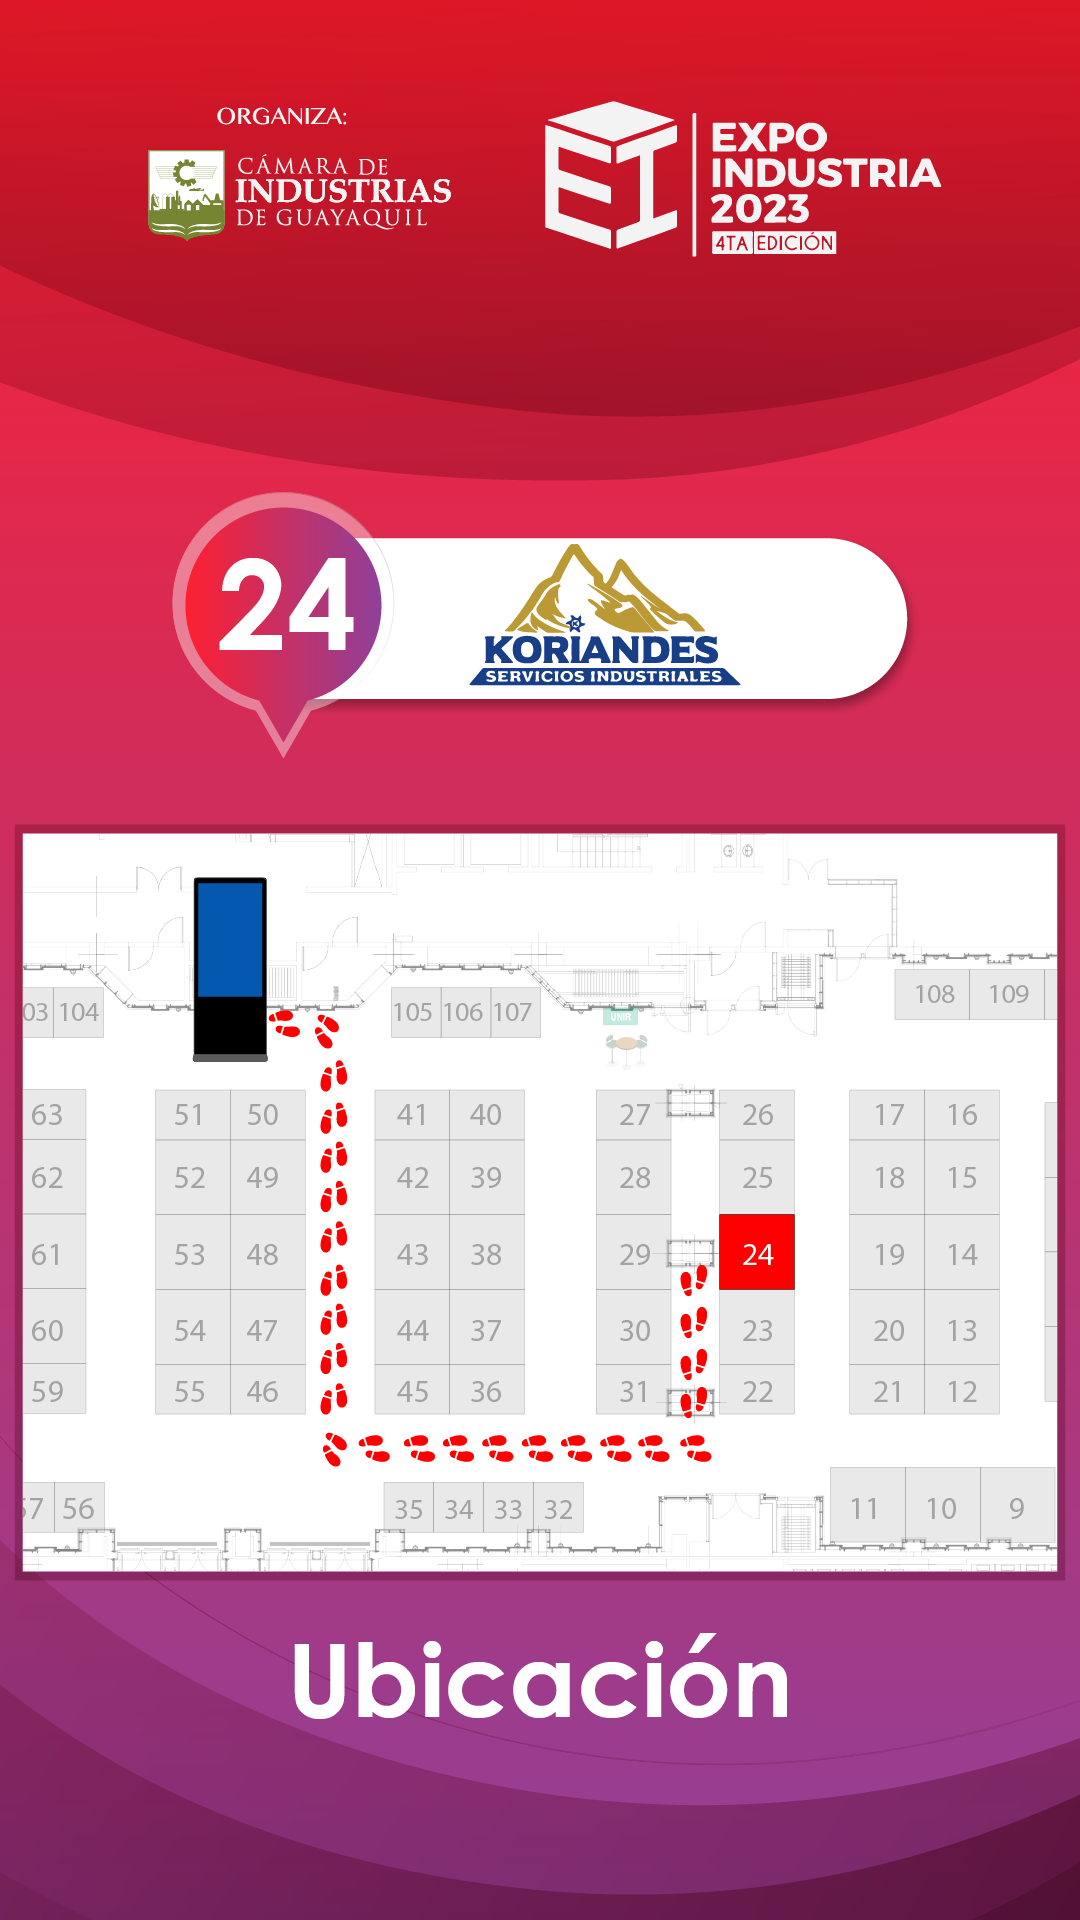 ORGANIZA:
CÁMARA DE
INDUSTRIAS
DE GUAYAQUIL
EI
EXPO
INDUSTRIA
2023
4TA EDICIÓN
24
KORIANDES
SERVICIOS INDUSTRIALES
108 109
03 104
105 106 107
UNIR
63 51 50 41 40 27 26 17 16
62 52 49 42 39 28 25 18 15
61 53 48 43 38 29 24 19 14
60 54 47 44 37 30 23 20 13
59 55 46 45 36 31 22 21 12
57 56 35 34 33 32 11 10 9
Ubicación